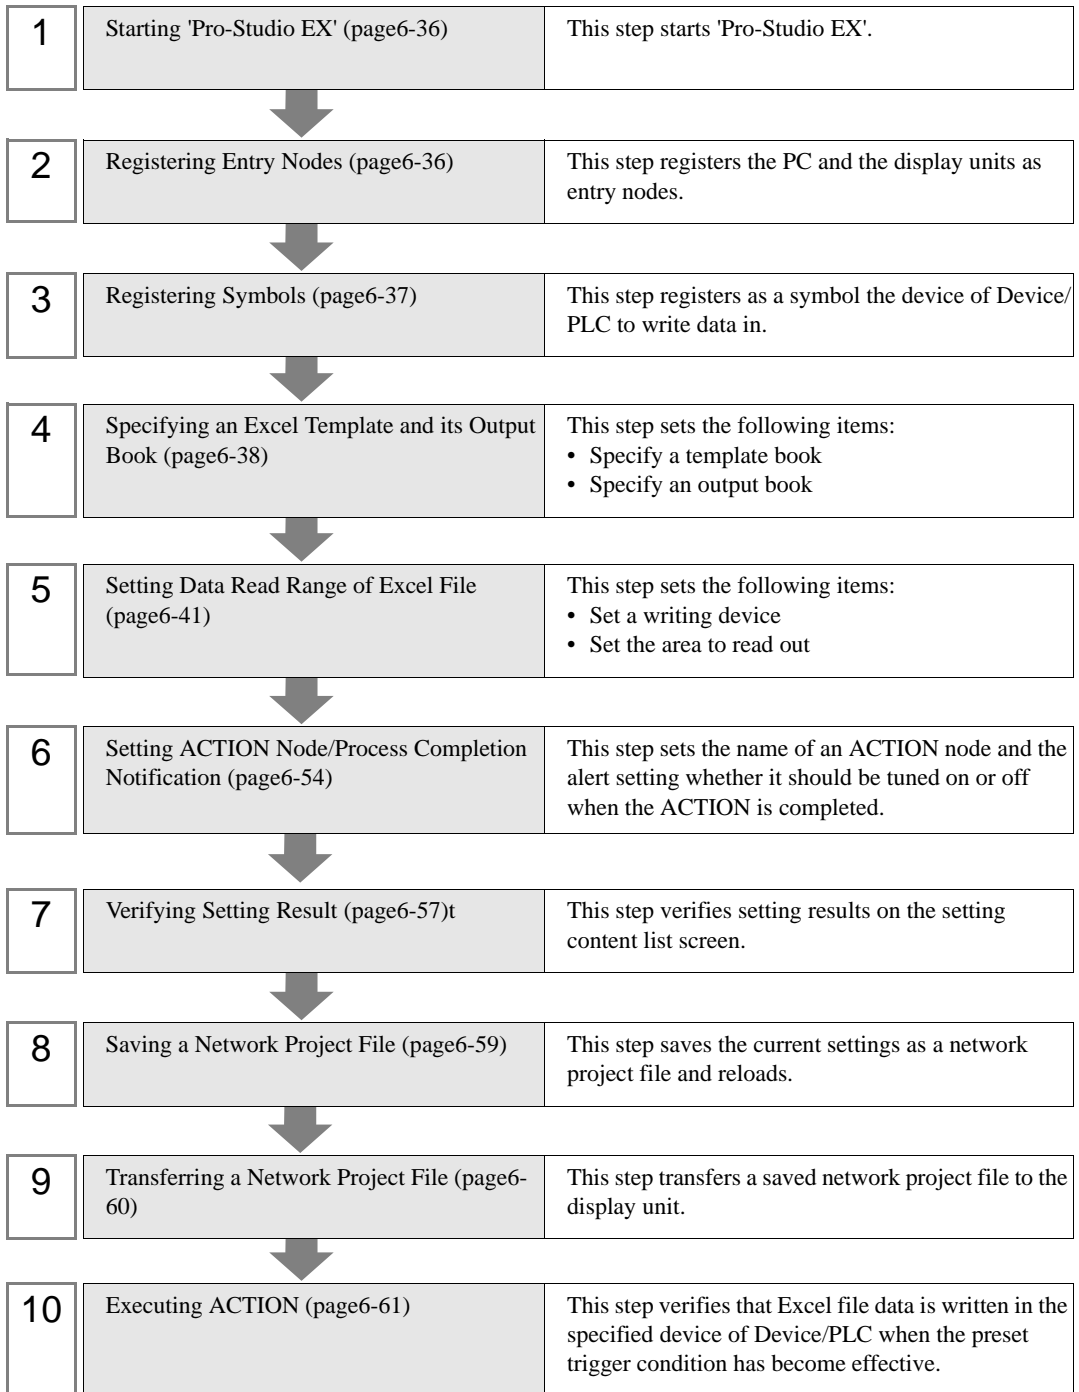 1
Starting 'Pro-Studio EX' (page6-36)
This step starts 'Pro-Studio EX'.
2
Registering Entry Nodes (page6-36)
This step registers the PC and the display units as
entry nodes.
3
Registering Symbols (page6-37)
This step registers as a symbol the device of Device/
PLC to write data in.
4
Specifying an Excel Template and its Output
Book (page6-38)
This step sets the following items:
• Specify a template book
• Specify an output book
5
Setting Data Read Range of Excel File
(page6-41)
This step sets the following items:
• Set a writing device
• Set the area to read out
6
Setting ACTION Node/Process Completion
Notification (page6-54)
This step sets the name of an ACTION node and the
alert setting whether it should be tuned on or off
when the ACTION is completed.
7
Verifying Setting Result (page6-57)t
This step verifies setting results on the setting
content list screen.
8
Saving a Network Project File (page6-59)
This step saves the current settings as a network
project file and reloads.
9
Transferring a Network Project File (page6-
60)
This step transfers a saved network project file to the
display unit.
10
Executing ACTION (page6-61)
This step verifies that Excel file data is written in the
specified device of Device/PLC when the preset
trigger condition has become effective.